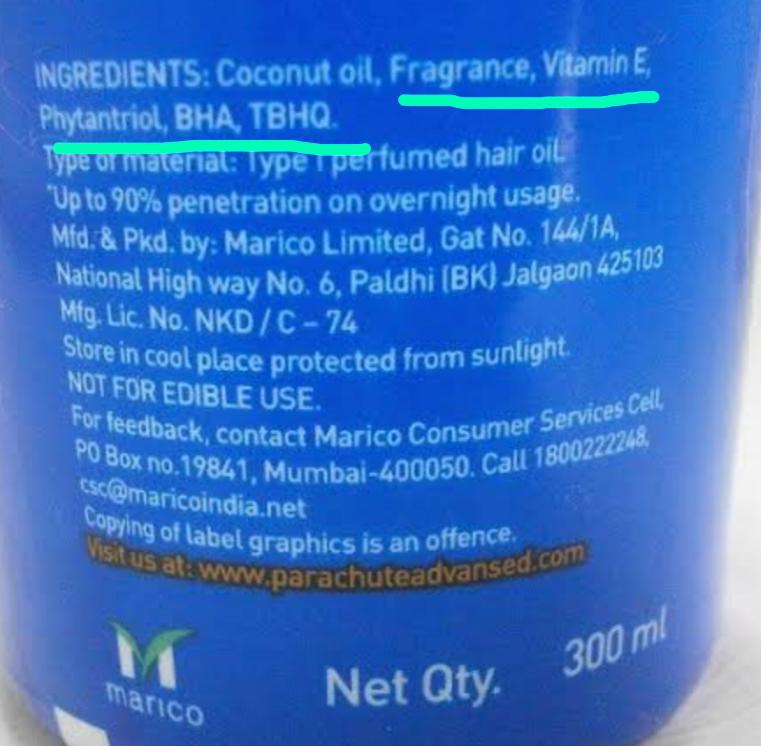 INGREDIENTS: Coconut oil, Fragrance, Vitamin E,
Phytantriol, BHA, TBHQ.
Type of material: Type I perfumed hair oil.
*Up to 90% penetration on overnight usage.
Mfd. & Pkd. by: Marico Limited, Gat No. 144/1A,
National High way No. 6, Paldhi (BK) Jalgaon 425103
Mfg. Lic. No. NKD / C - 74
Store in cool place protected from sunlight.
NOT FOR EDIBLE USE.
For feedback, contact Marico Consumer Services Cell,
PO Box no.19841, Mumbai-400050. Call 1800222248,
csc@maricoindia.net
Copying of label graphics is an offence.
Visit us at: www.parachuteadvansed.com
marico
Net Qty. 300 ml